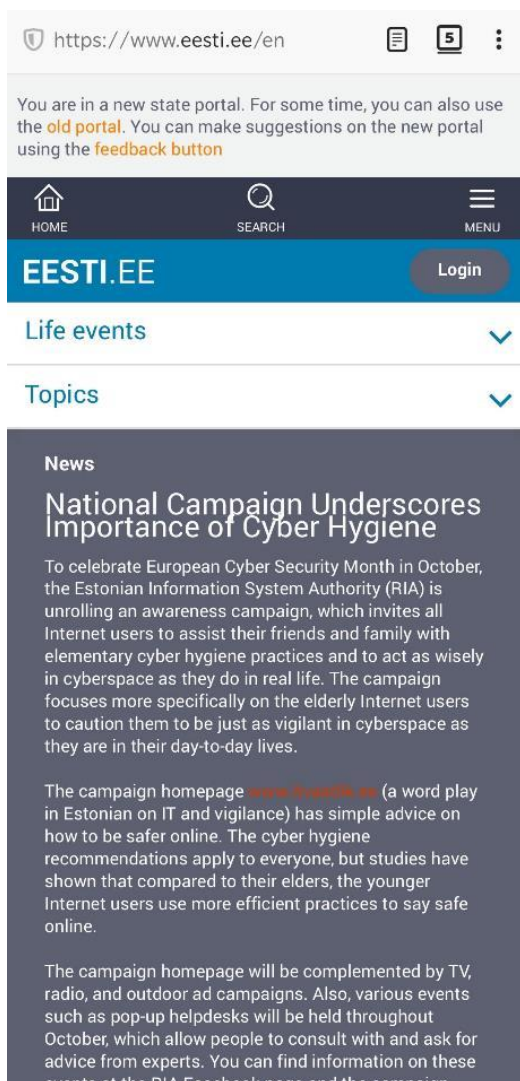 https://www.eesti.ee/en
5
You are in a new state portal. For some time, you can also use
the old portal. You can make suggestions on the new portal
using the feedback button
HOME
SEARCH
MENU
EESTI.EE
Login
Life events
Topics
News
National Campaign Underscores
Importance of Cyber Hygiene
To celebrate European Cyber Security Month in October,
the Estonian Information System Authority (RIA) is
unrolling an awareness campaign, which invites all
Internet users to assist their friends and family with
elementary cyber hygiene practices and to act as wisely
in cyberspace as they do in real life. The campaign
focuses more specifically on the elderly Internet users
to caution them to be just as vigilant in cyberspace as
they are in their day-to-day lives.
The campaign homepage (a word play
in Estonian on IT and vigilance) has simple advice on
how to be safer online. The cyber hygiene
recommendations apply to everyone, but studies have
shown that compared to their elders, the younger
Internet users use more efficient practices to say safe
online.
The campaign homepage will be complemented by TV,
radio, and outdoor ad campaigns. Also, various events
such as pop-up helpdesks will be held throughout
October, which allow people to consult with and ask for
advice from experts. You can find information on these